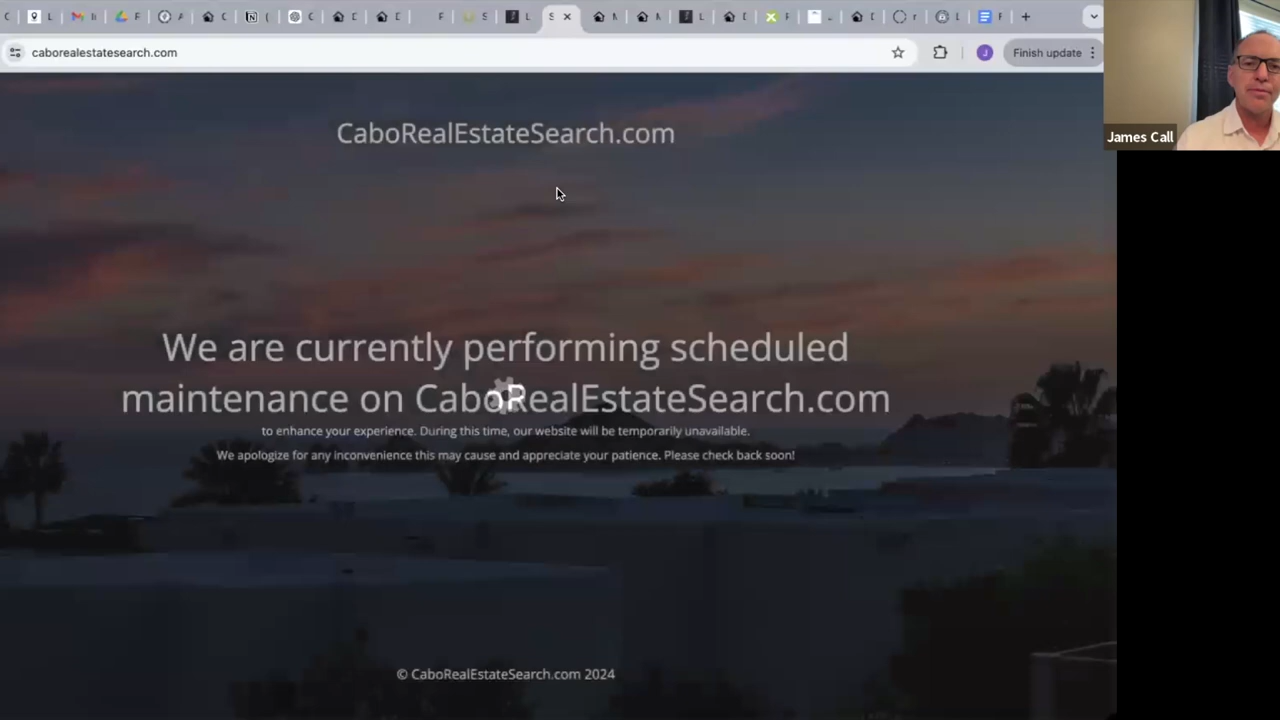 caborealestatesearch.com
Finish update
James Call
CaboRealEstateSearch.com
We are currently performing scheduled
maintenance on CaboRealEstateSearch.com
to enhance your experience. During this time, our website will be temporarily unavailable.
We apologize for any inconvenience this may cause and appreciate your patience. Please check back soon!
© CaboRealEstateSearch.com 2024